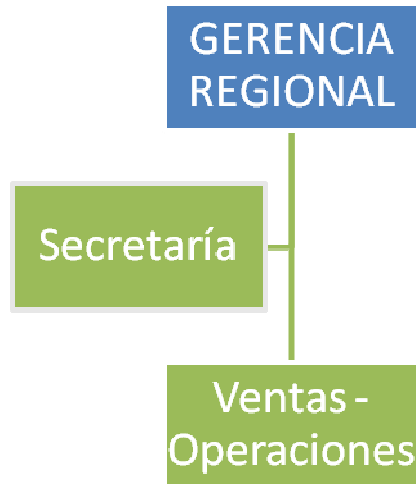 GERENCIA
REGIONAL
Secretaría
Ventas -
Operaciones